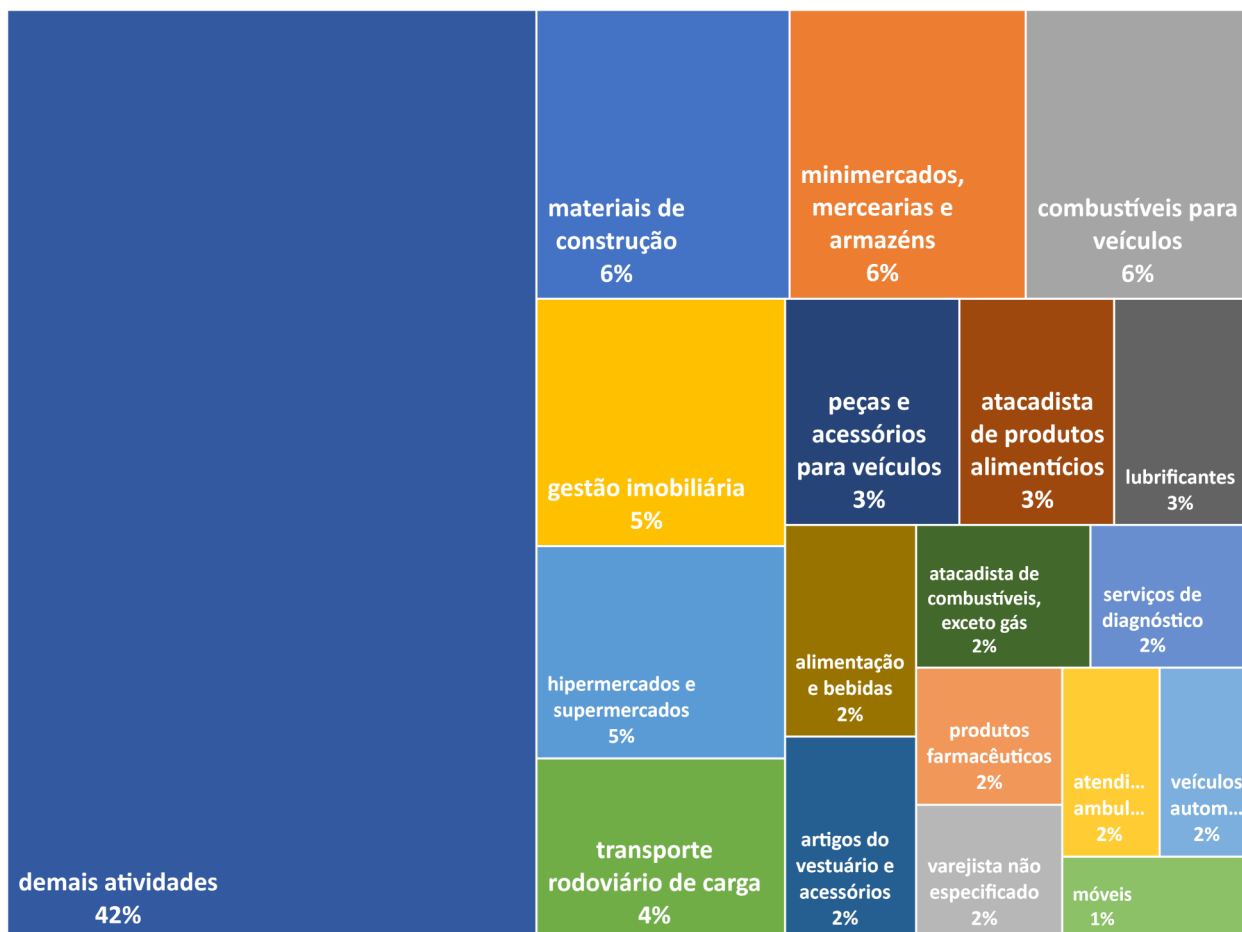 demais atividades
42%
materiais de
construção
6%
minimercados,
mercearias e
armazéns
6%
combustíveis para
veículos
6%
gestão imobiliária
5%
hipermercados e
supermercados
5%
transporte
rodoviário de carga
4%
peças e
acessórios
para veículos
3%
atacadista
de produtos
alimentícios
3%
lubrificantes
3%
alimentação
e bebidas
2%
artigos do
vestuário e
acessórios
2%
atacadista de
combustíveis,
exceto gás
2%
serviços de
diagnóstico
2%
produtos
farmacêuticos
2%
varejista não
especificado
2%
atendi...
ambul...
2%
veículos
autom...
2%
móveis
1%